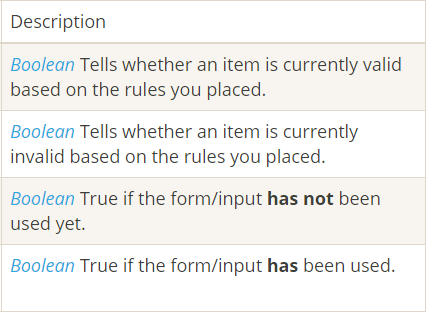 Description
Boolean Tells whether an item is currently valid
based on the rules you placed.
Boolean Tells whether an item is currently
invalid based on the rules you placed.
Boolean True if the form/input has not been
used yet.
Boolean True if the form/input has been used.